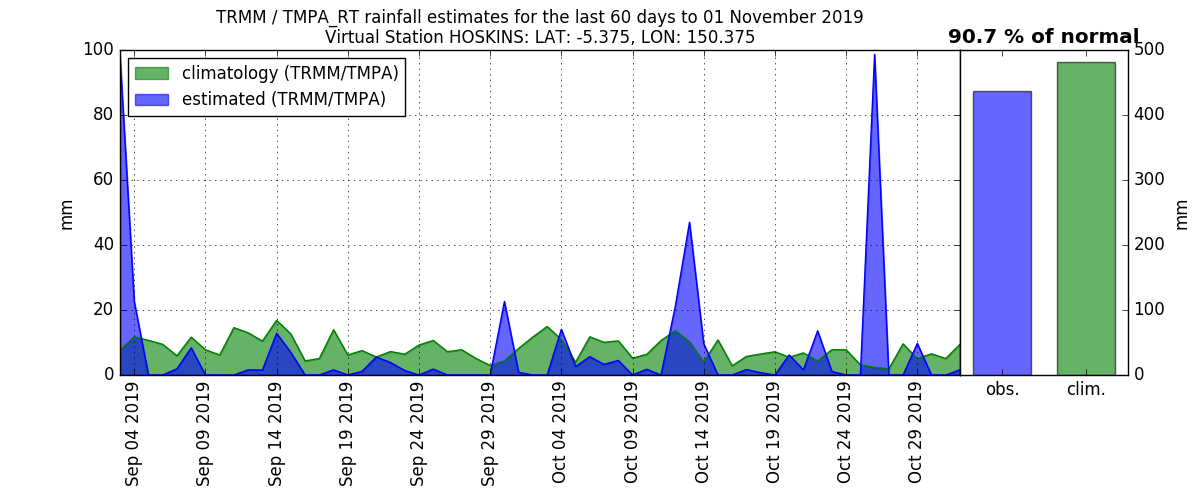 TRMM / TMPA_RT rainfall estimates for the last 60 days to 01 November 2019
Virtual Station HOSKINS: LAT: -5.375, LON: 150.375
90.7 % of normal
climatology (TRMM/TMPA)
estimated (TRMM/TMPA)
mm
100
80
60
40
20
0
Sep 04 2019
Sep 09 2019
Sep 14 2019
Sep 19 2019
Sep 24 2019
Sep 29 2019
Oct 04 2019
Oct 09 2019
Oct 14 2019
Oct 19 2019
Oct 24 2019
Oct 29 2019
obs.
clim.
500
400
300
200
100
0
mm